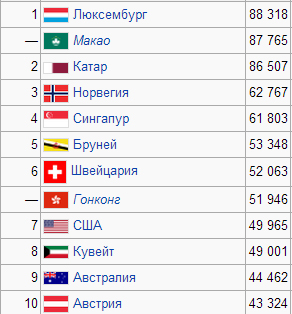 1 Люксембург 88 318
— Макао 87 765
2 Катар 86 507
3 Норвегия 62 767
4 Сингапур 61 803
5 Бруней 53 348
6 Швейцария 52 063
— Гонконг 51 946
7 США 49 965
8 Кувейт 49 001
9 Австралия 44 462
10 Австрия 43 324